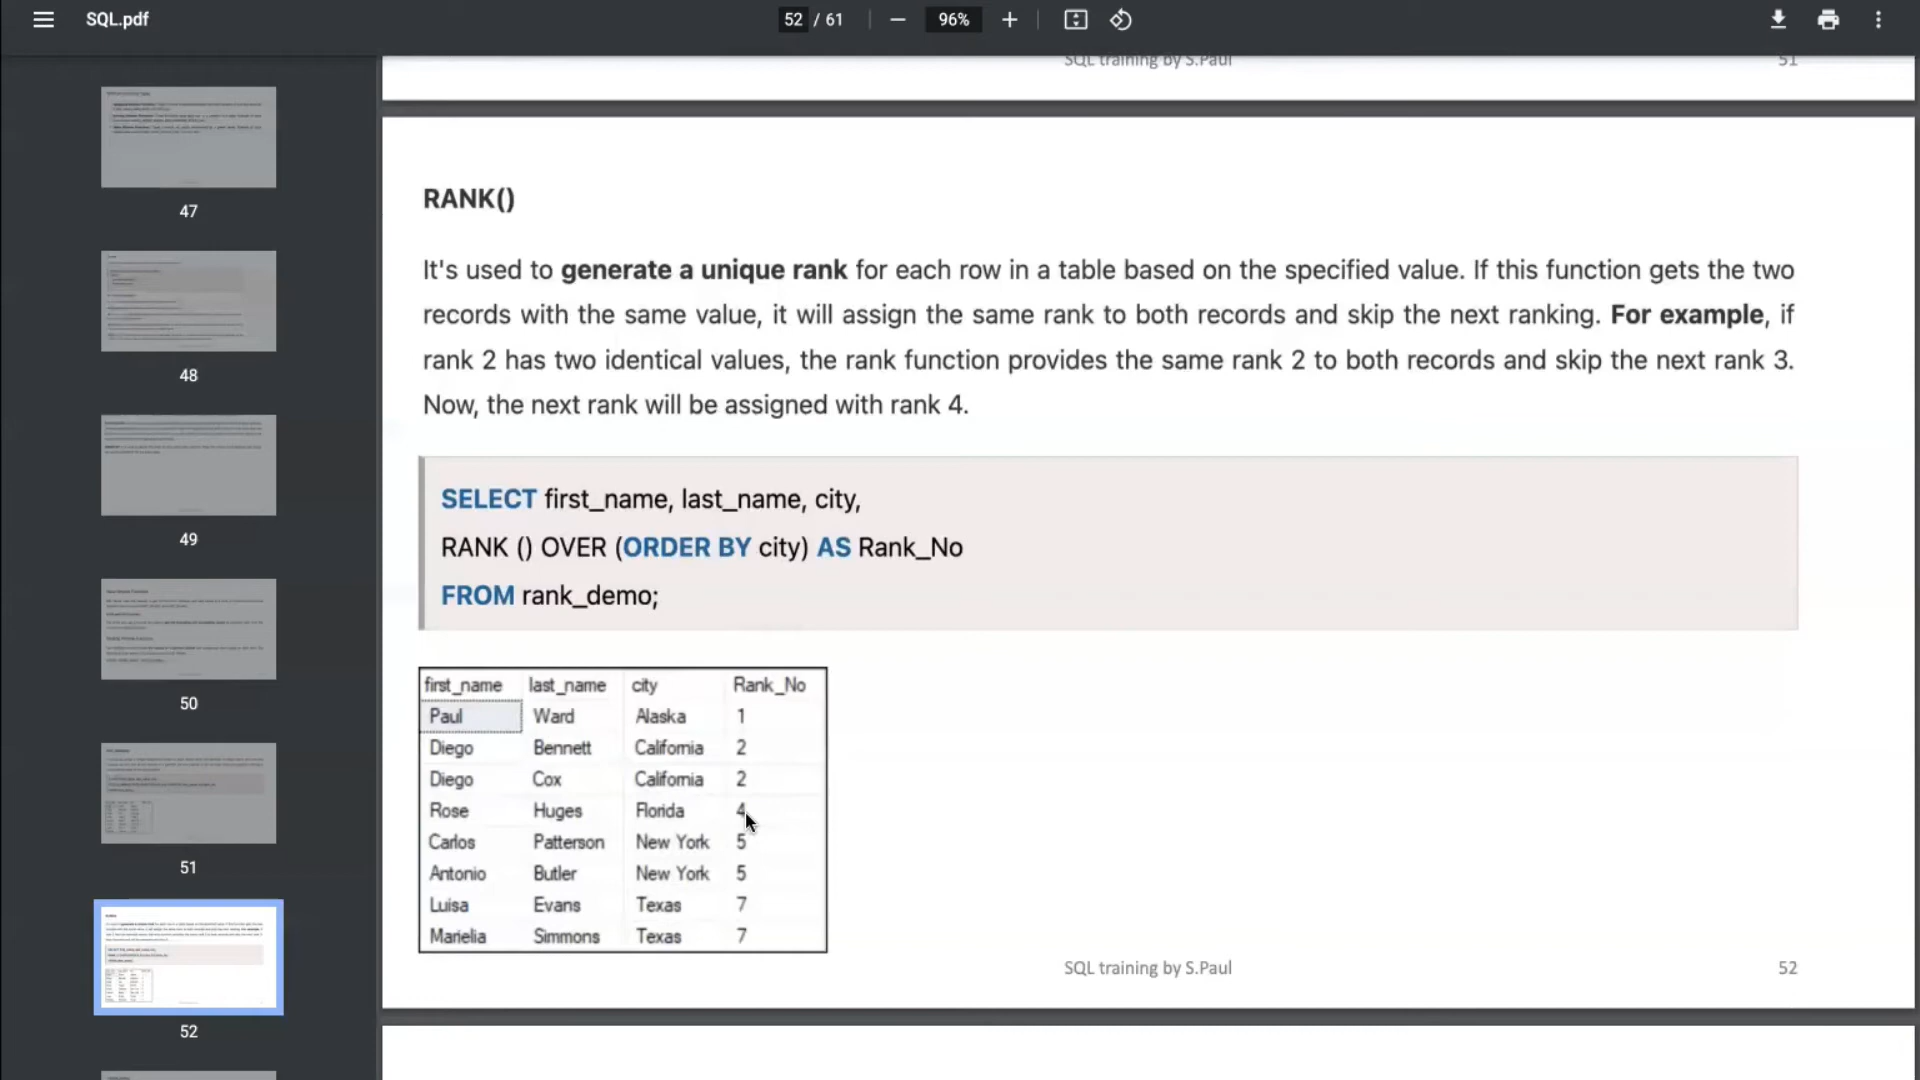 SQL.pdf
52 / 61
96%
47
48
49
50
51
52
SQL training by S.Paul
51
RANK()
It's used to generate a unique rank for each row in a table based on the specified value. If this function gets the two
records with the same value, it will assign the same rank to both records and skip the next ranking. For example, if
rank 2 has two identical values, the rank function provides the same rank 2 to both records and skip the next rank 3.
Now, the next rank will be assigned with rank 4.
SELECT first_name, last_name, city,
RANK () OVER (ORDER BY city) AS Rank_No
FROM rank_demo;
first_name last_name city Rank_No
Paul Ward Alaska 1
Diego Bennett California 2
Diego Cox California 2
Rose Huges Florida 4
Carlos Patterson New York 5
Antonio Butler New York 5
Luisa Evans Texas 7
Marielia Simmons Texas 7
SQL training by S.Paul
52